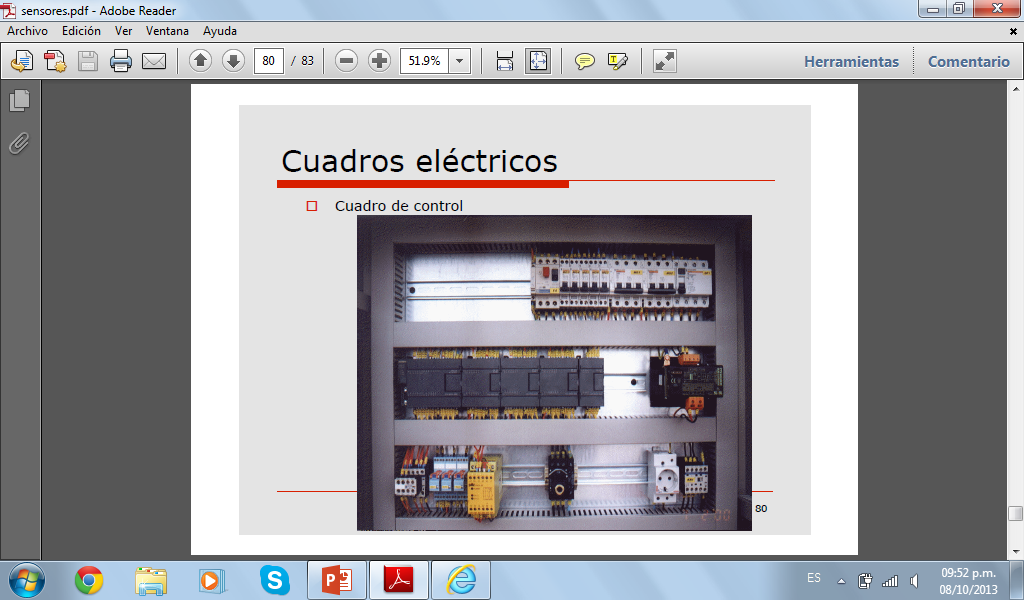 sensores.pdf - Adobe Reader
Archivo Edición Ver Ventana Ayuda
80 / 83 51.9% Herramientas Comentario
Cuadros eléctricos
Cuadro de control
80
ES
09:52 p.m.
08/10/2013